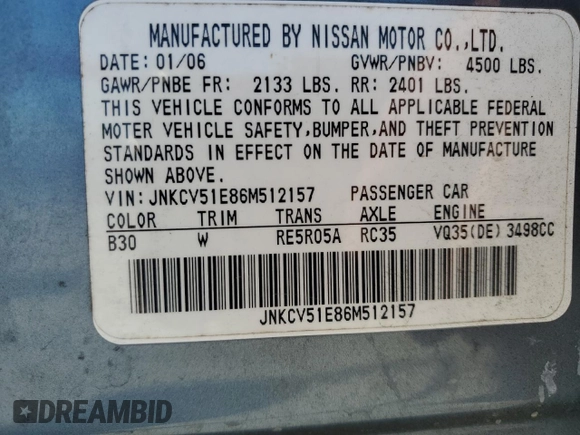 MANUFACTURED BY NISSAN MOTOR CO.,LTD.
DATE: 01/06 GVWR/PNBV: 4500 LBS.
GAWR/PNBE FR: 2133 LBS. RR: 2401 LBS.
THIS VEHICLE CONFORMS TO ALL APPLICABLE FEDERAL
MOTOR VEHICLE SAFETY,BUMPER,AND THEFT PREVENTION
STANDARDS IN EFFECT ON THE DATE OF MANUFACTURE
SHOWN ABOVE.
VIN: JNKCV51E86M512157 PASSENGER CAR
COLOR TRIM TRANS AXLE ENGINE
B30 W RE5R05A RC35 VQ35(DE) 3498CC
JNKCV51E86M512157
DREAMBID